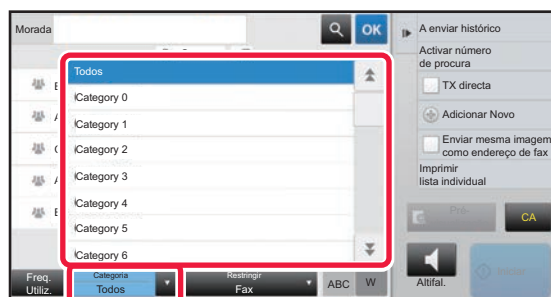 Morada
OK
A enviar histórico
Activar número
de procura
TX directa
Adicionar Novo
Enviar mesma imagem
como endereço de fax
Imprimir
lista individual
Todos
Category 0
Category 1
Category 2
Category 3
Category 4
Category 5
Category 6
CA
Freq.
Utiliz.
Categoria
Todos
Restringir
Fax
ABC
W
Altifal.